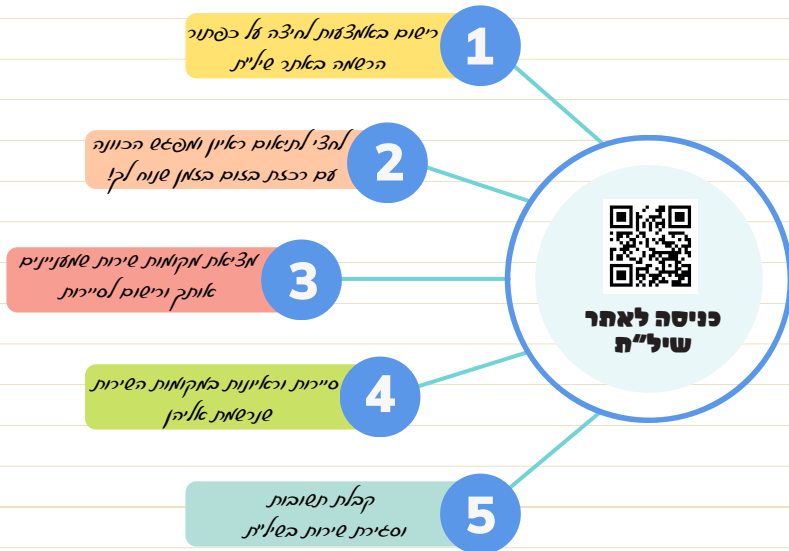 1
רישום באמצעות לחיצה על כפתור
הרשמה באתר שיל״ת
2
לחצי לתיאום ראיון ומפגש הכוונה
עם רכזת בזום בזמן שנוח לך!
3
מציאת מקומות שירות שמעניינים
אותך ורישום לסיירות
4
סיירות וראיונות במקומות השירות
שנרשמת אליהן
5
קבלת תשובות
וסגירת שירות בשיל״ת
כניסה לאתר
שיל״ת